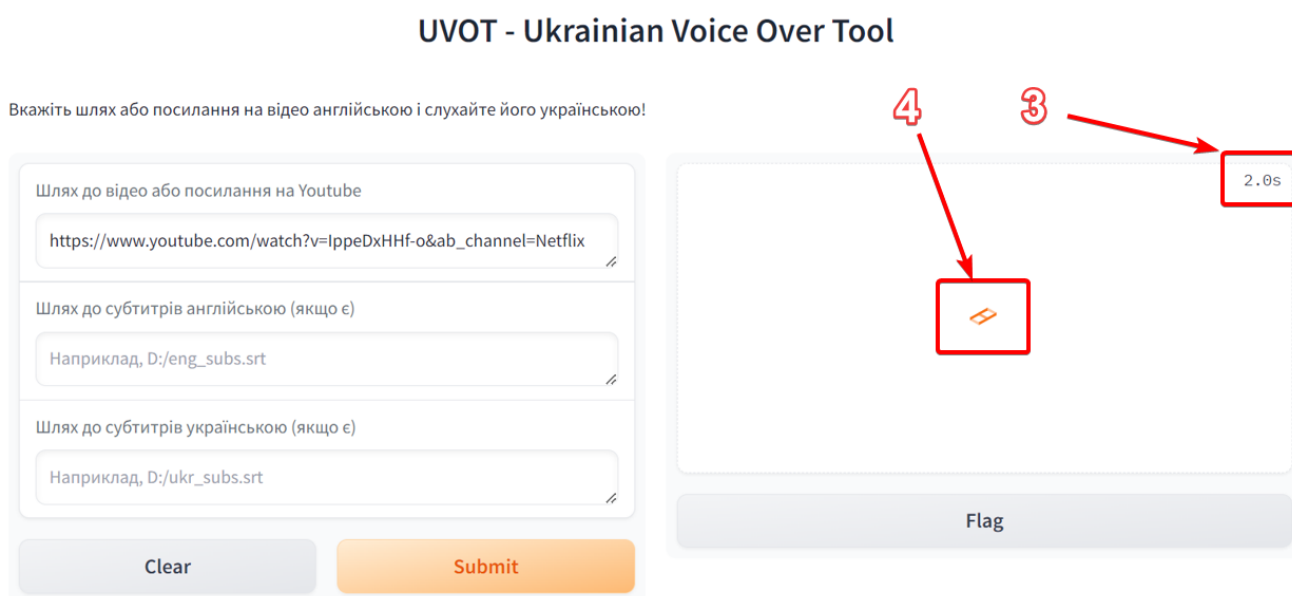 UVOT - Ukrainian Voice Over Tool
Вкажіть шлях або посилання на відео англійською і слухайте його українською!
4
3
2.0s
Шлях до відео або посилання на Youtube
https://www.youtube.com/watch?v=IppeDxHHf-o&ab_channel=Netflix
Шлях до субтитрів англійською (якщо є)
Наприклад, D:/eng_subs.srt
Шлях до субтитрів українською (якщо є)
Наприклад, D:/ukr_subs.srt
Flag
Clear
Submit